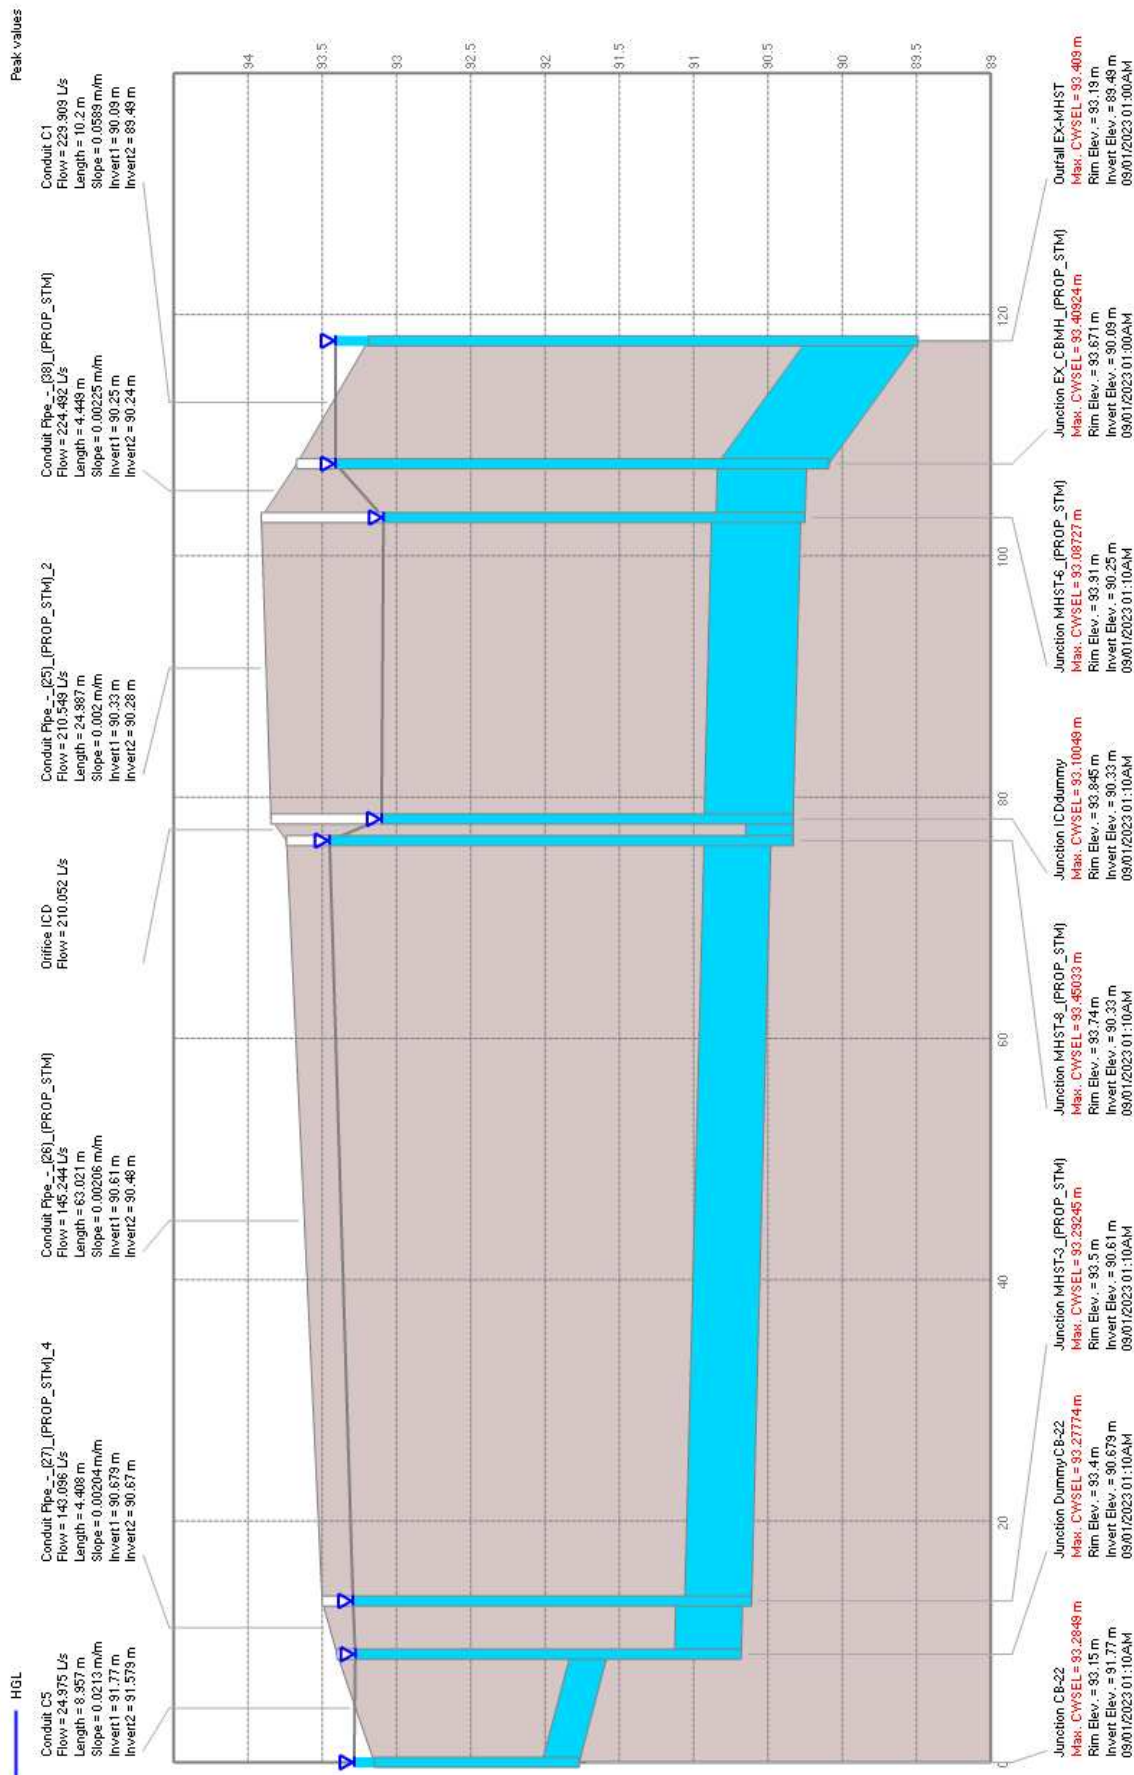 HGL
Peak values
Conduit C5
Flow = 24.975 L/s
Length = 8.957 m
Slope = 0.0213 m/m
Invert1 = 91.77 m
Invert2 = 91.579 m
Conduit Pipe_-_(27)_(PROP_STM)_4
Flow = 143.096 L/s
Length = 4.408 m
Slope = 0.00204 m/m
Invert1 = 90.679 m
Invert2 = 90.67 m
Conduit Pipe_-_(26)_(PROP_STM)
Flow = 145.244 L/s
Length = 63.021 m
Slope = 0.00206 m/m
Invert1 = 90.61 m
Invert2 = 90.48 m
Orifice ICD
Flow = 210.052 L/s
Conduit Pipe_-_(25)_(PROP_STM)_2
Flow = 210.549 L/s
Length = 24.987 m
Slope = 0.002 m/m
Invert1 = 90.33 m
Invert2 = 90.28 m
Conduit Pipe_-_(38)_(PROP_STM)
Flow = 224.492 L/s
Length = 4.449 m
Slope = 0.00225 m/m
Invert1 = 90.25 m
Invert2 = 90.24 m
Conduit C1
Flow = 229.909 L/s
Length = 10.2 m
Slope = 0.0589 m/m
Invert1 = 90.09 m
Invert2 = 89.49 m
94
93.5
93
92.5
92
91.5
91
90.5
90
89.5
89
0
20
40
60
80
100
120
Junction CB-22
Max. CWSEL = 93.2849 m
Rim Elev. = 93.15 m
Invert Elev. = 91.77 m
09/01/2023 01:10AM
Junction DummyCB-22
Max. CWSEL = 93.27774 m
Rim Elev. = 93.4 m
Invert Elev. = 90.679 m
09/01/2023 01:10AM
Junction MHST-3_(PROP_STM)
Max. CWSEL = 93.29245 m
Rim Elev. = 93.5 m
Invert Elev. = 90.61 m
09/01/2023 01:10AM
Junction MHST-8_(PROP_STM)
Max. CWSEL = 93.45033 m
Rim Elev. = 93.74 m
Invert Elev. = 90.33 m
09/01/2023 01:10AM
Junction ICDdummy
Max. CWSEL = 93.10049 m
Rim Elev. = 93.845 m
Invert Elev. = 90.33 m
09/01/2023 01:10AM
Junction MHST-6_(PROP_STM)
Max. CWSEL = 93.08727 m
Rim Elev. = 93.91 m
Invert Elev. = 90.25 m
09/01/2023 01:10AM
Junction EX_CBMH_(PROP_STM)
Max. CWSEL = 93.40924 m
Rim Elev. = 93.671 m
Invert Elev. = 90.09 m
09/01/2023 01:00AM
Outfall EX-MHST
Max. CWSEL = 93.409 m
Rim Elev. = 93.19 m
Invert Elev. = 89.49 m
09/01/2023 01:00AM